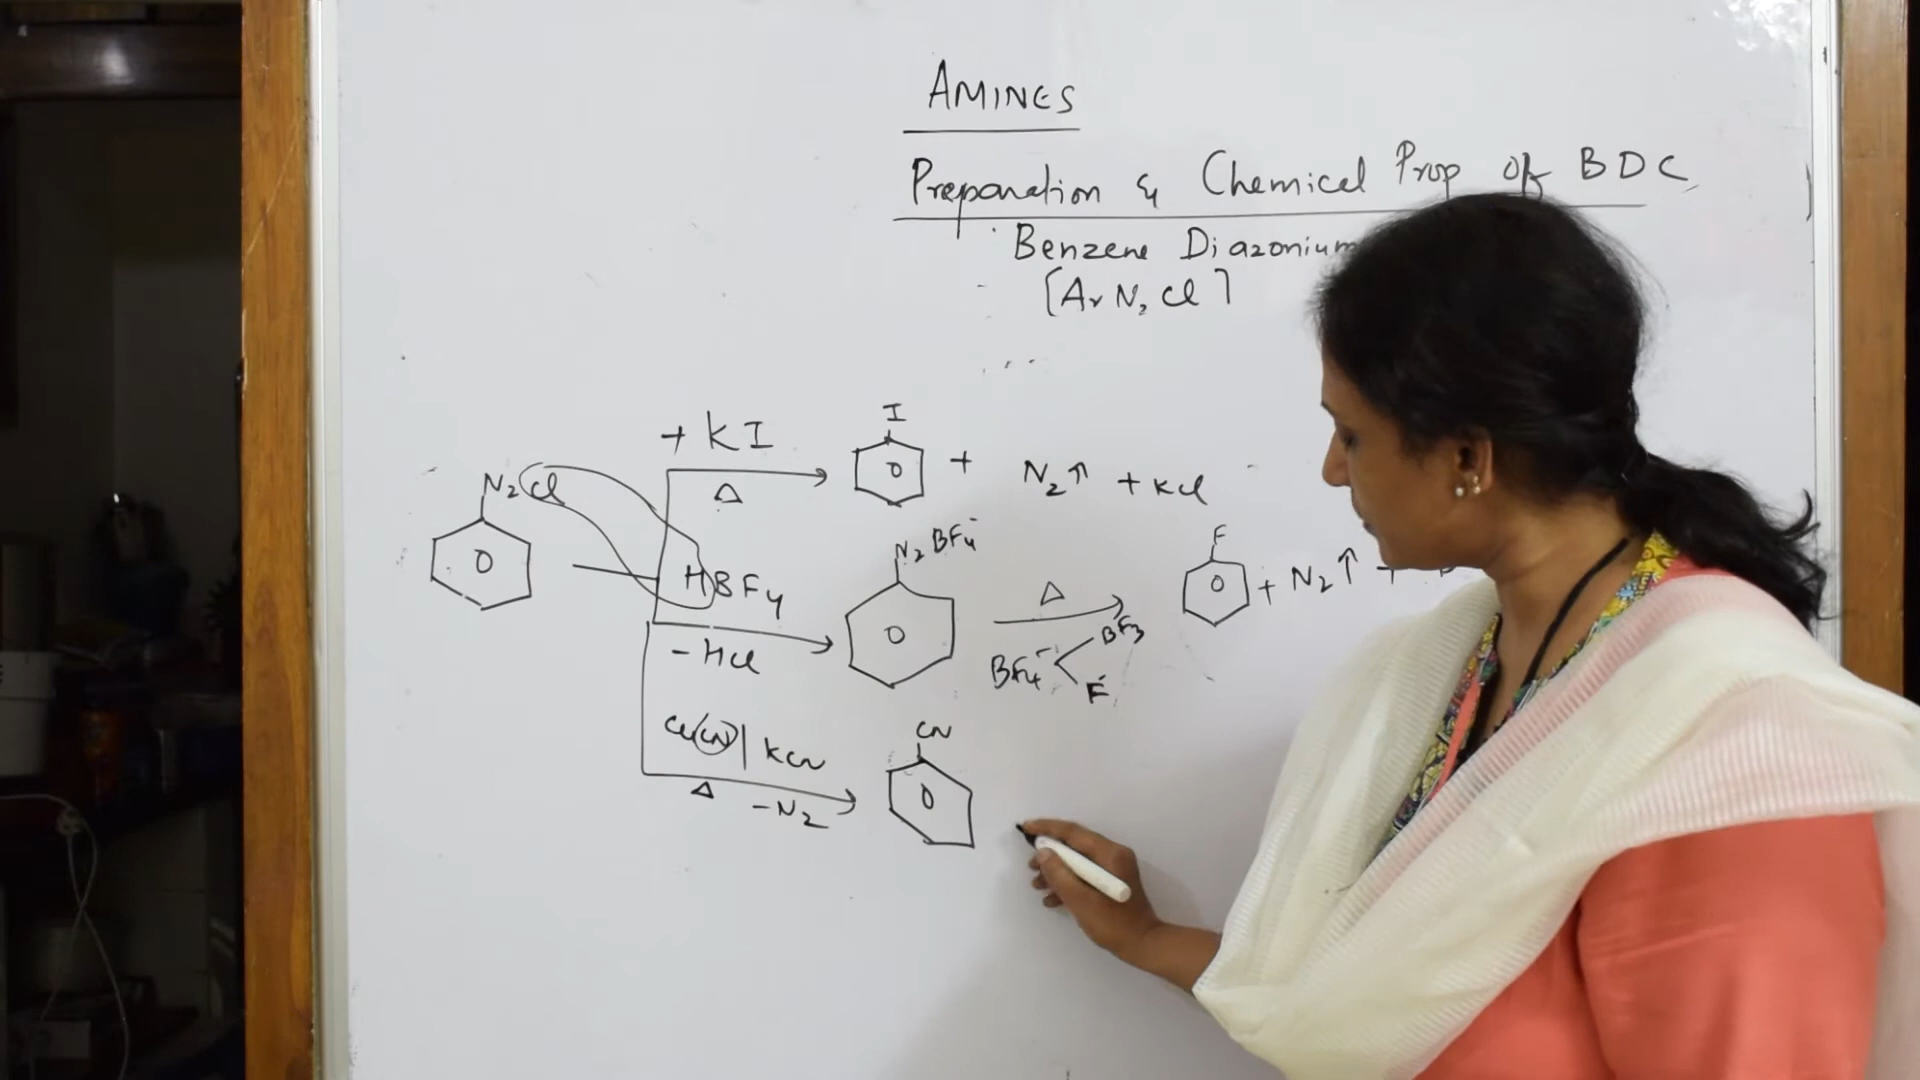 AMINES
Preparation & Chemical Prop of BDC
Benzene Diazonium
[ArN₂Cl]
+ KI
Δ
I
+ N₂↑ + KCl
N₂Cl
HBF₄
-HCl
N₂BF₄⁻
Δ
BF₄⁻
BF₃
F⁻
F
+ N₂↑ +
Cu(CN) | KCN
Δ -N₂
CN